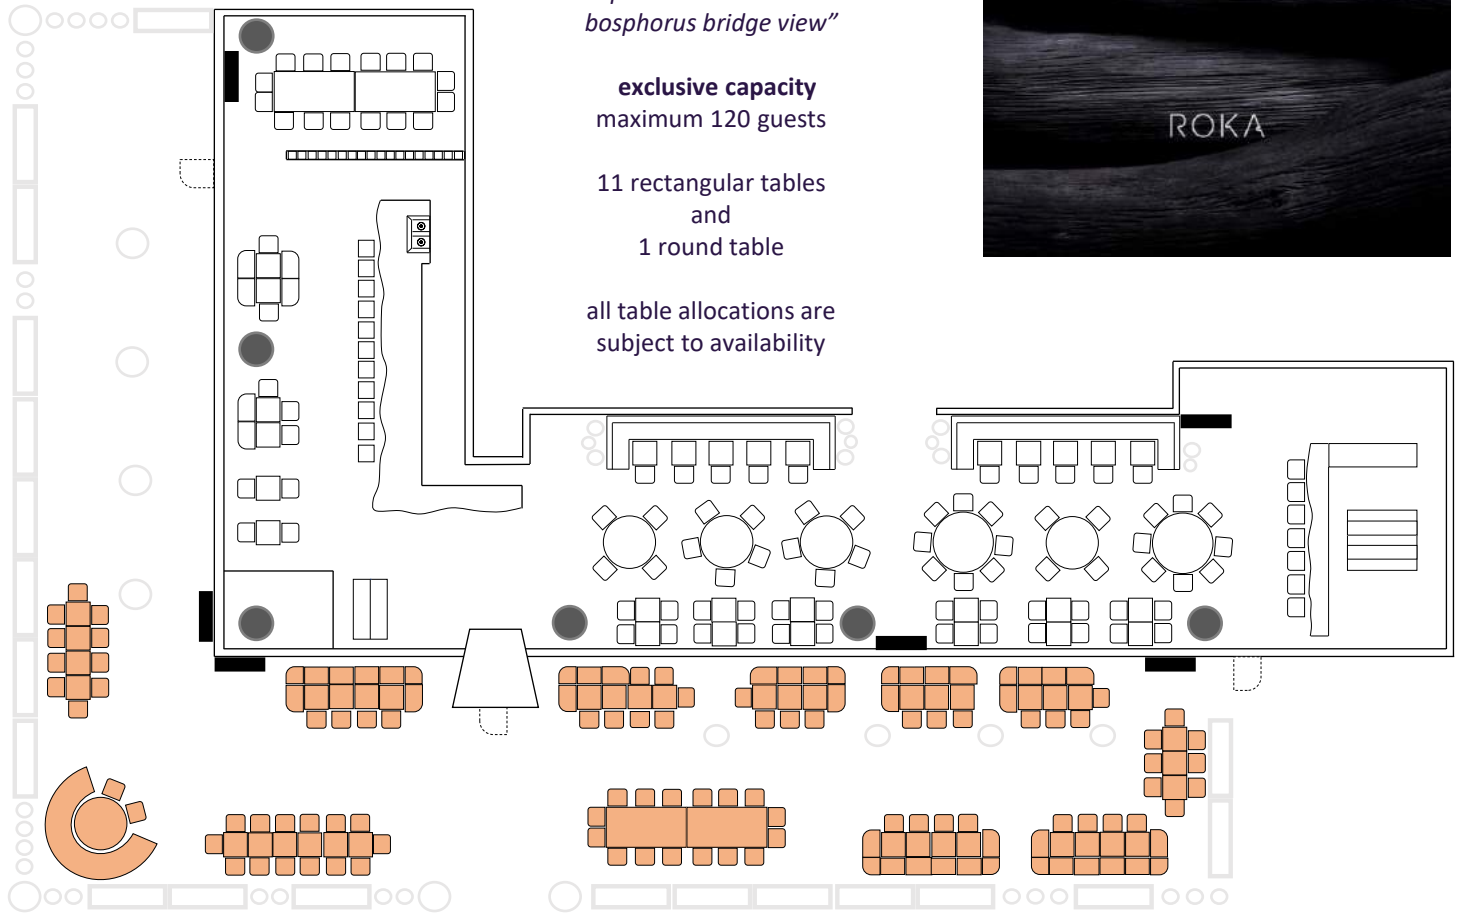 bosphorus bridge view”
exclusive capacity
maximum 120 guests
11 rectangular tables
and
1 round table
all table allocations are
subject to availability
ROKA